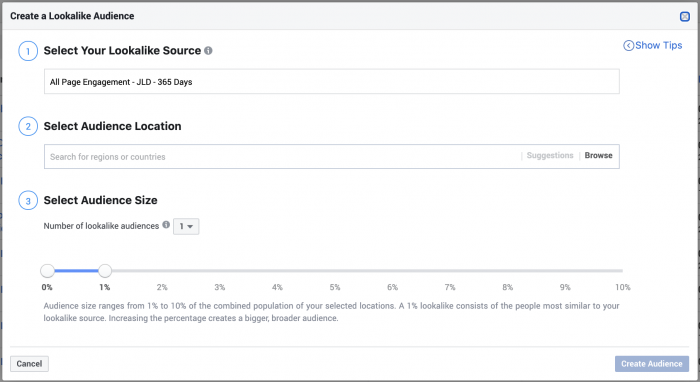 Create a Lookalike Audience
1 Select Your Lookalike Source
Show Tips
All Page Engagement - JLD - 365 Days
2 Select Audience Location
Search for regions or countries | Suggestions | Browse
3 Select Audience Size
Number of lookalike audiences 1
0% 1% 2% 3% 4% 5% 6% 7% 8% 9% 10%
Audience size ranges from 1% to 10% of the combined population of your selected locations. A 1% lookalike consists of the people most similar to your
lookalike source. Increasing the percentage creates a bigger, broader audience.
Cancel Create Audience